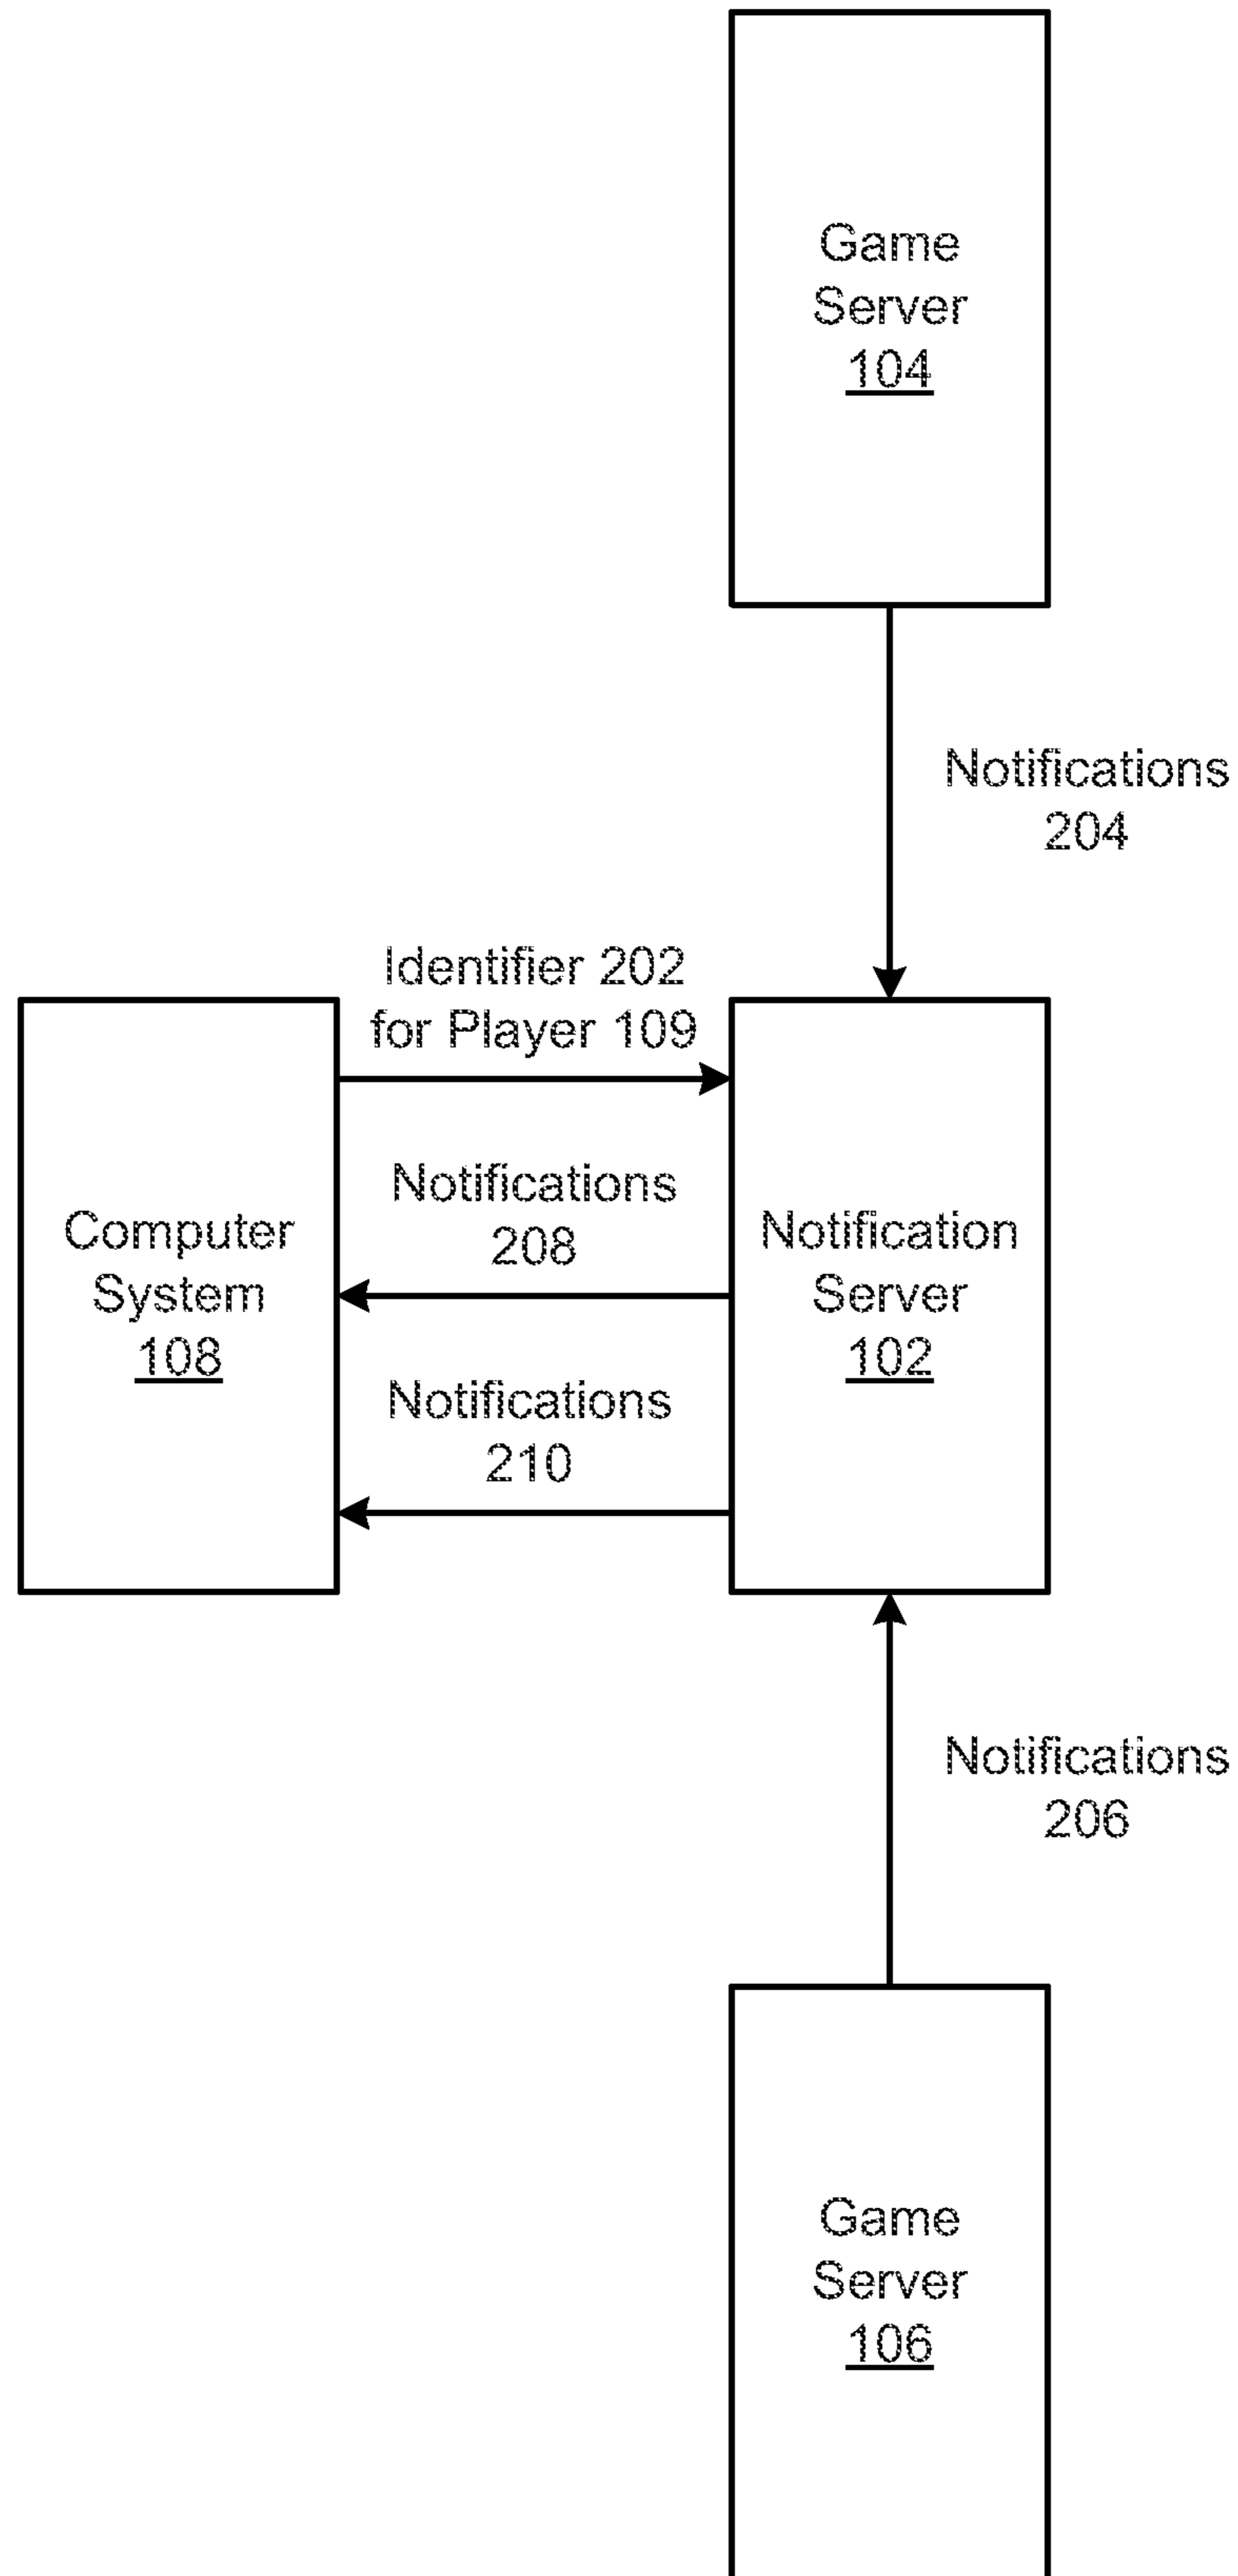 Game
Server
104
Notifications
204
Identifier 202
for Player 109
Notifications
208
Computer
System
108
Notification
Server
102
Notifications
210
Notifications
206
Game
Server
106